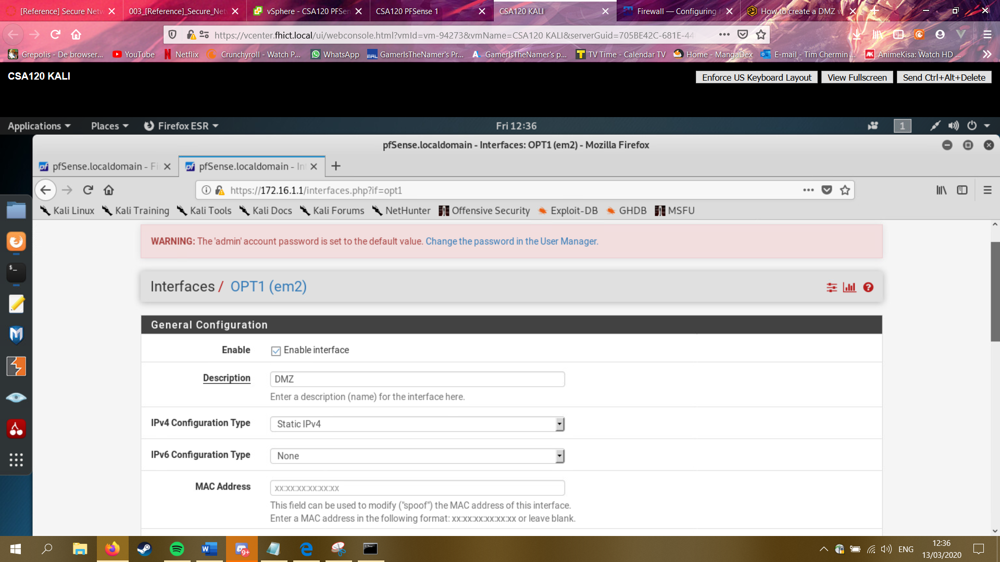 [Reference] Secure Netw
003_[Reference]_Secure_Net
vSphere - CSA120 PFSen
CSA120 PFSense 1
CSA120 KALI
Firewall — Configuring f
How to create a DMZ w
https://vcenter.fhict.local/ui/webconsole.html?vmId=vm-94273&vmName=CSA120 KALI&serverGuid=705BE42C-681E-44
Grepolis - De browser...
YouTube
Netflix
Crunchyroll - Watch P...
WhatsApp
GamerIsTheNamer's Pr...
GamerIsTheNamer's p...
TV Time - Calendar TV
Home - MangaDex
E-mail - Tim Chermin ...
AnimeKisa: Watch HD ...
CSA120 KALI
Enforce US Keyboard Layout
View Fullscreen
Send Ctrl+Alt+Delete
Applications
Places
Firefox ESR
Fri 12:36
1
pfSense.localdomain - Interfaces: OPT1 (em2) - Mozilla Firefox
pfSense.localdomain - Fi
pfSense.localdomain - Int
https://172.16.1.1/interfaces.php?if=opt1
Kali Linux
Kali Training
Kali Tools
Kali Docs
Kali Forums
NetHunter
Offensive Security
Exploit-DB
GHDB
MSFU
WARNING: The 'admin' account password is set to the default value. Change the password in the User Manager.
Interfaces / OPT1 (em2)
General Configuration
Enable
Enable interface
Description
DMZ
Enter a description (name) for the interface here.
IPv4 Configuration Type
Static IPv4
IPv6 Configuration Type
None
MAC Address
xx:xx:xx:xx:xx:xx
This field can be used to modify ("spoof") the MAC address of this interface.
Enter a MAC address in the following format: xx:xx:xx:xx:xx:xx or leave blank.
9+
ENG
12:36
13/03/2020